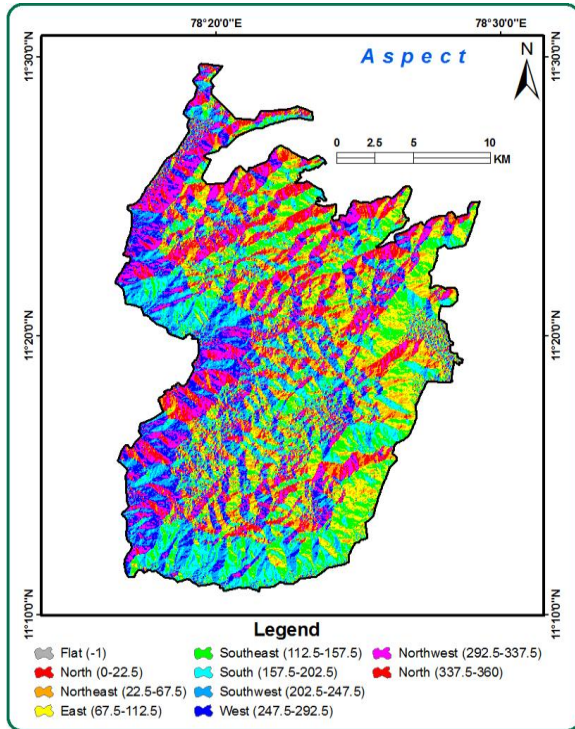 78°20'0"E 78°30'0"E
11°30'0"N 11°30'0"N
Aspect
N
0 2.5 5 10
KM
11°20'0"N 11°20'0"N
11°10'0"N 11°10'0"N
Legend
Flat (-1)
North (0-22.5)
Northeast (22.5-67.5)
East (67.5-112.5)
Southeast (112.5-157.5)
South (157.5-202.5)
Southwest (202.5-247.5)
West (247.5-292.5)
Northwest (292.5-337.5)
North (337.5-360)